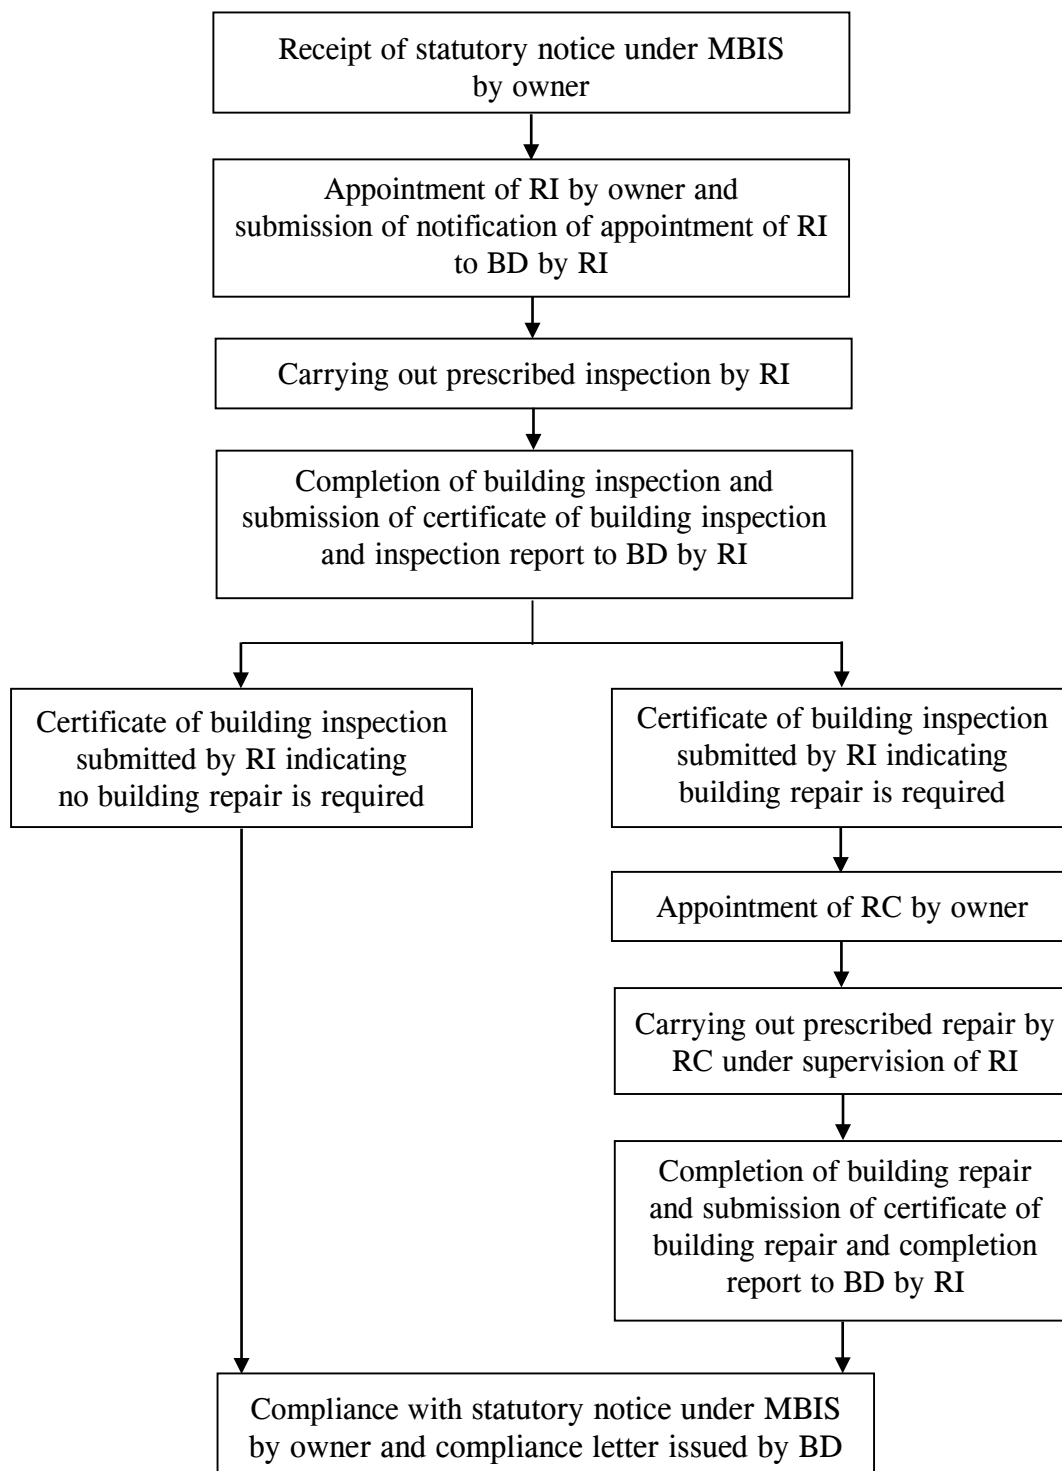 Receipt of statutory notice under MBIS
by owner
Appointment of RI by owner and
submission of notification of appointment of RI
to BD by RI
Carrying out prescribed inspection by RI
Completion of building inspection and
submission of certificate of building inspection
and inspection report to BD by RI
Certificate of building inspection
submitted by RI indicating
no building repair is required
Certificate of building inspection
submitted by RI indicating
building repair is required
Appointment of RC by owner
Carrying out prescribed repair by
RC under supervision of RI
Completion of building repair
and submission of certificate of
building repair and completion
report to BD by RI
Compliance with statutory notice under MBIS
by owner and compliance letter issued by BD